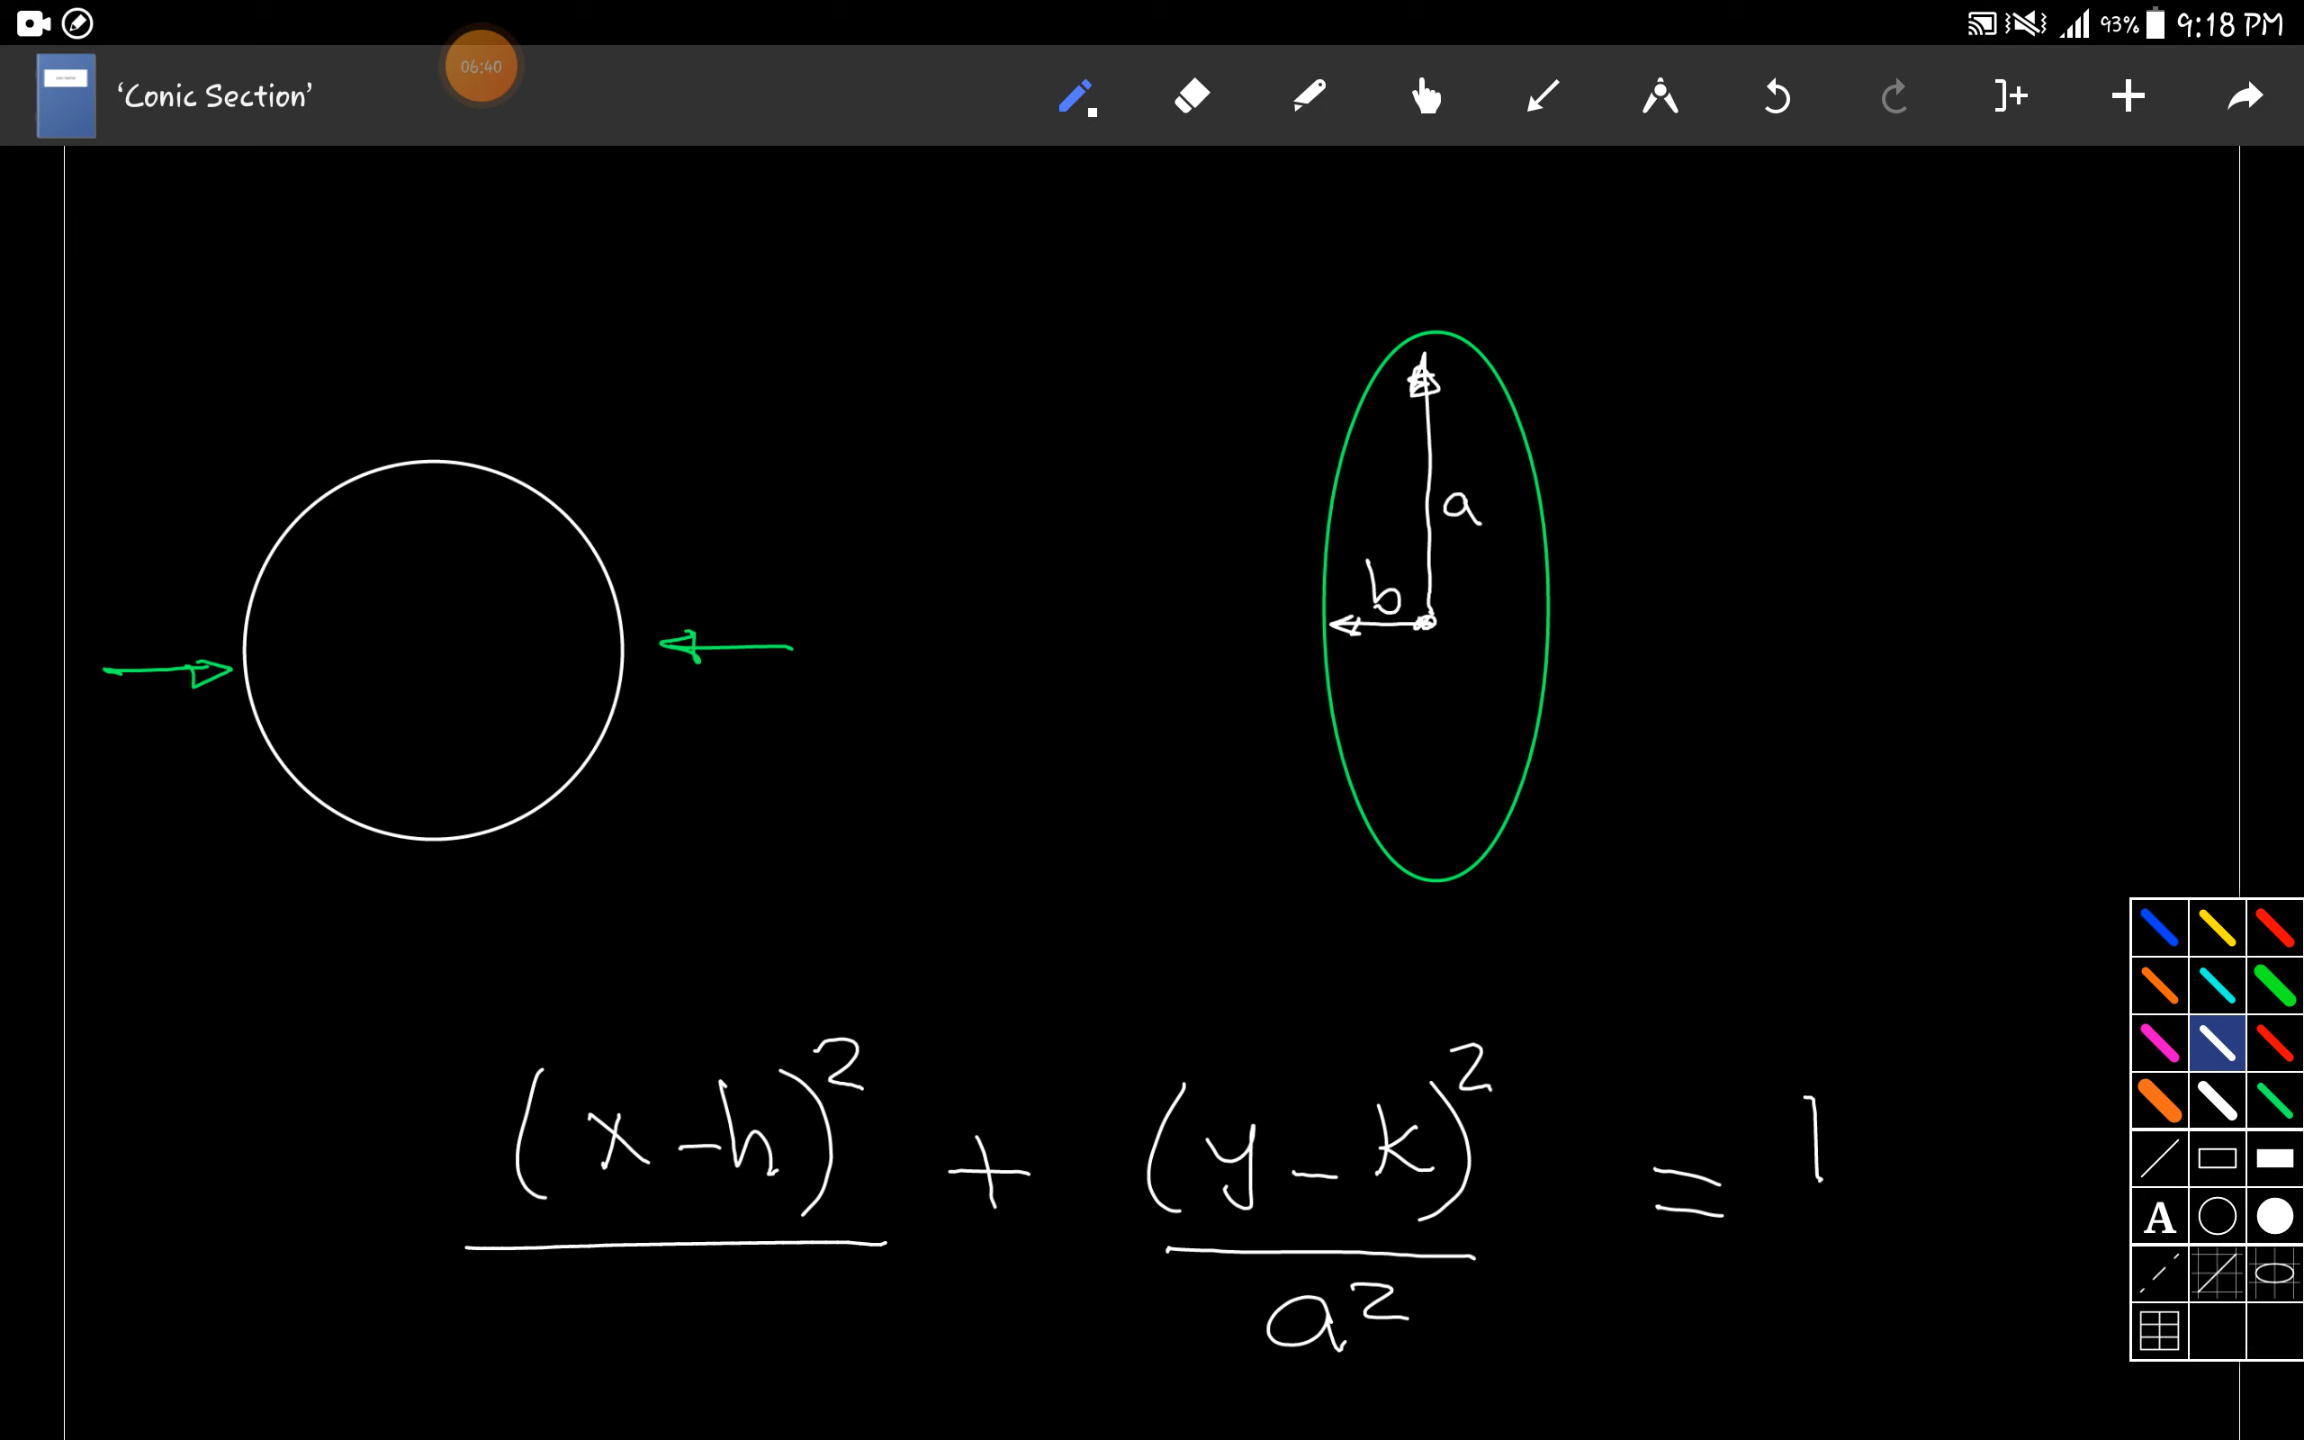 93% 9:18 PM
'Conic Section'
06:40
a
b
(x-h)² + (y-k)² = 1
a²
A